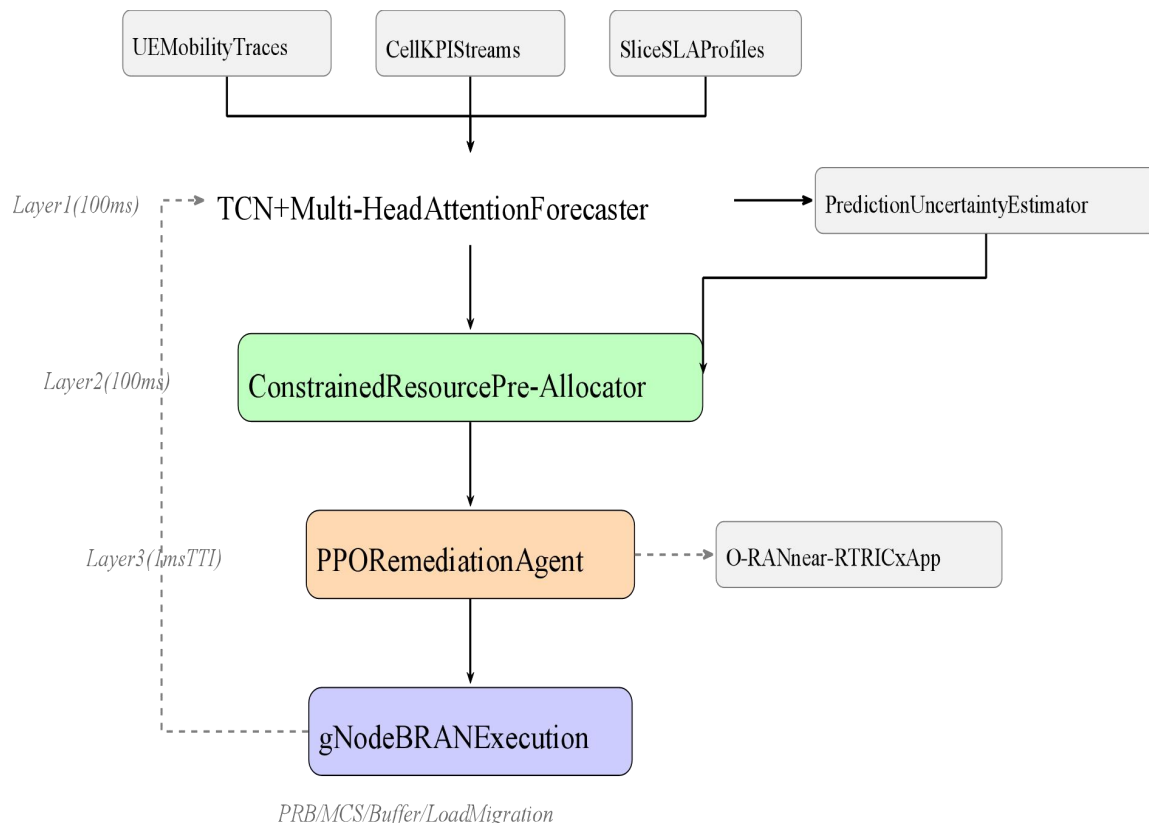 UEMobilityTraces
CellKPIStreams
SliceSLAProfiles
Layer1(100ms)
TCN+Multi-HeadAttentionForecaster
PredictionUncertaintyEstimator
Layer2(100ms)
ConstrainedResourcePre-Allocator
Layer3(1msTTI)
PPORemediationAgent
O-RANnear-RTRICxApp
gNodeBRANExecution
PRB/MCS/Buffer/LoadMigration